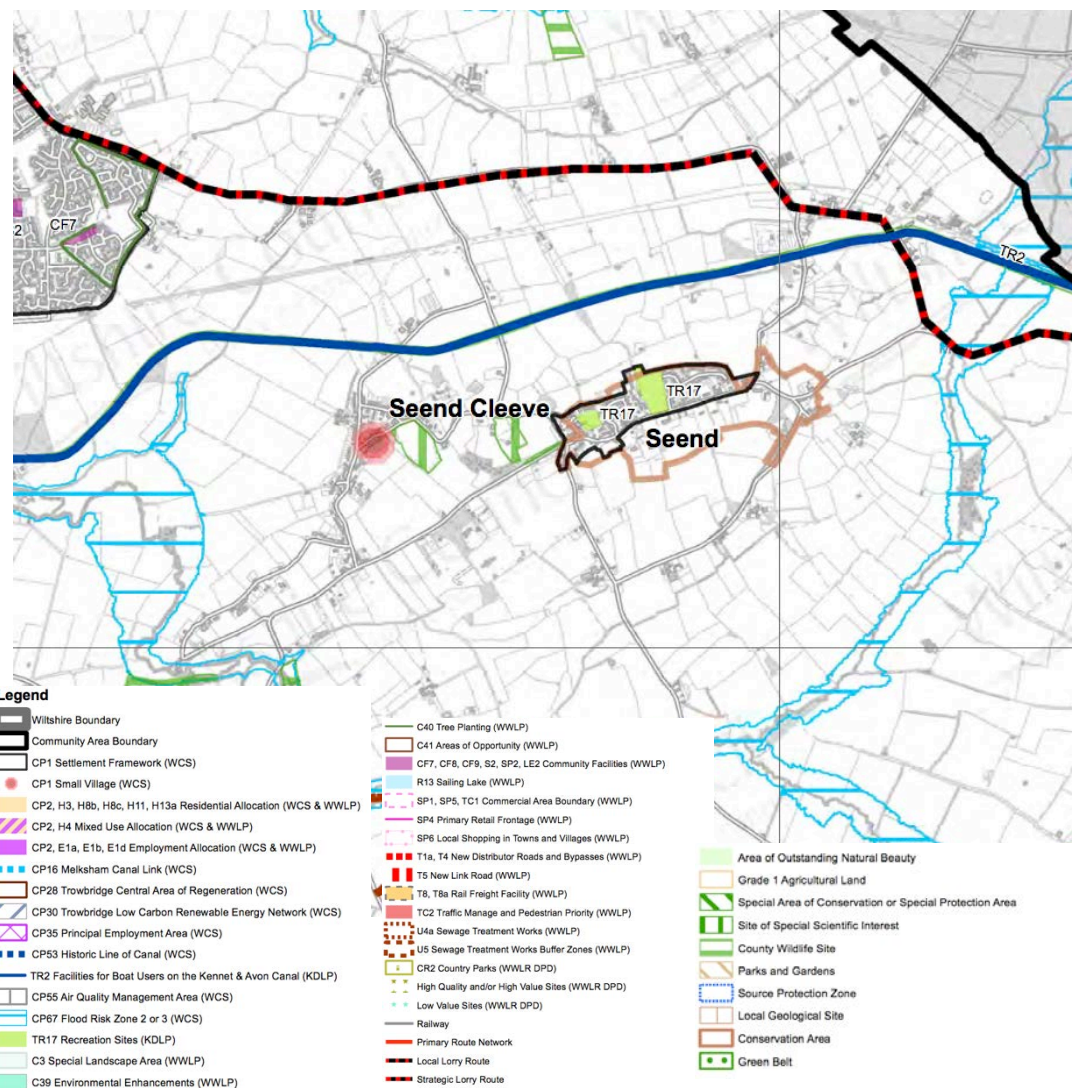 CF7
2
TR2
Seend Cleeve
TR17
TR17
Seend
Legend
Wiltshire Boundary
Community Area Boundary
CP1 Settlement Framework (WCS)
CP1 Small Village (WCS)
CP2, H3, H8b, H8c, H11, H13a Residential Allocation (WCS & WWLP)
CP2, H4 Mixed Use Allocation (WCS & WWLP)
CP2, E1a, E1b, E1d Employment Allocation (WCS & WWLP)
CP16 Melksham Canal Link (WCS)
CP28 Trowbridge Central Area of Regeneration (WCS)
CP30 Trowbridge Low Carbon Renewable Energy Network (WCS)
CP35 Principal Employment Area (WCS)
CP53 Historic Line of Canal (WCS)
TR2 Facilities for Boat Users on the Kennet & Avon Canal (KDLP)
CP55 Air Quality Management Area (WCS)
CP67 Flood Risk Zone 2 or 3 (WCS)
TR17 Recreation Sites (KDLP)
C3 Special Landscape Area (WWLP)
C39 Environmental Enhancements (WWLP)
C40 Tree Planting (WWLP)
C41 Areas of Opportunity (WWLP)
CF7, CF8, CF9, S2, SP2, LE2 Community Facilities (WWLP)
R13 Sailing Lake (WWLP)
SP1, SP5, TC1 Commercial Area Boundary (WWLP)
SP4 Primary Retail Frontage (WWLP)
SP6 Local Shopping in Towns and Villages (WWLP)
T1a, T4 New Distributor Roads and Bypasses (WWLP)
T5 New Link Road (WWLP)
T8, T8a Rail Freight Facility (WWLP)
TC2 Traffic Manage and Pedestrian Priority (WWLP)
U4a Sewage Treatment Works (WWLP)
U5 Sewage Treatment Works Buffer Zones (WWLP)
CR2 Country Parks (WWLR DPD)
High Quality and/or High Value Sites (WWLR DPD)
Low Value Sites (WWLR DPD)
Railway
Primary Route Network
Local Lorry Route
Strategic Lorry Route
Area of Outstanding Natural Beauty
Grade 1 Agricultural Land
Special Area of Conservation or Special Protection Area
Site of Special Scientific Interest
County Wildlife Site
Parks and Gardens
Source Protection Zone
Local Geological Site
Conservation Area
Green Belt